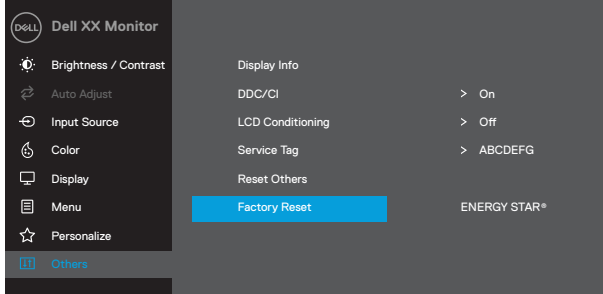 DELL Dell XX Monitor
Brightness / Contrast
Auto Adjust
Input Source
Color
Display
Menu
Personalize
Others
Display Info
DDC/CI > On
LCD Conditioning > Off
Service Tag > ABCDEFG
Reset Others
Factory Reset ENERGY STAR®